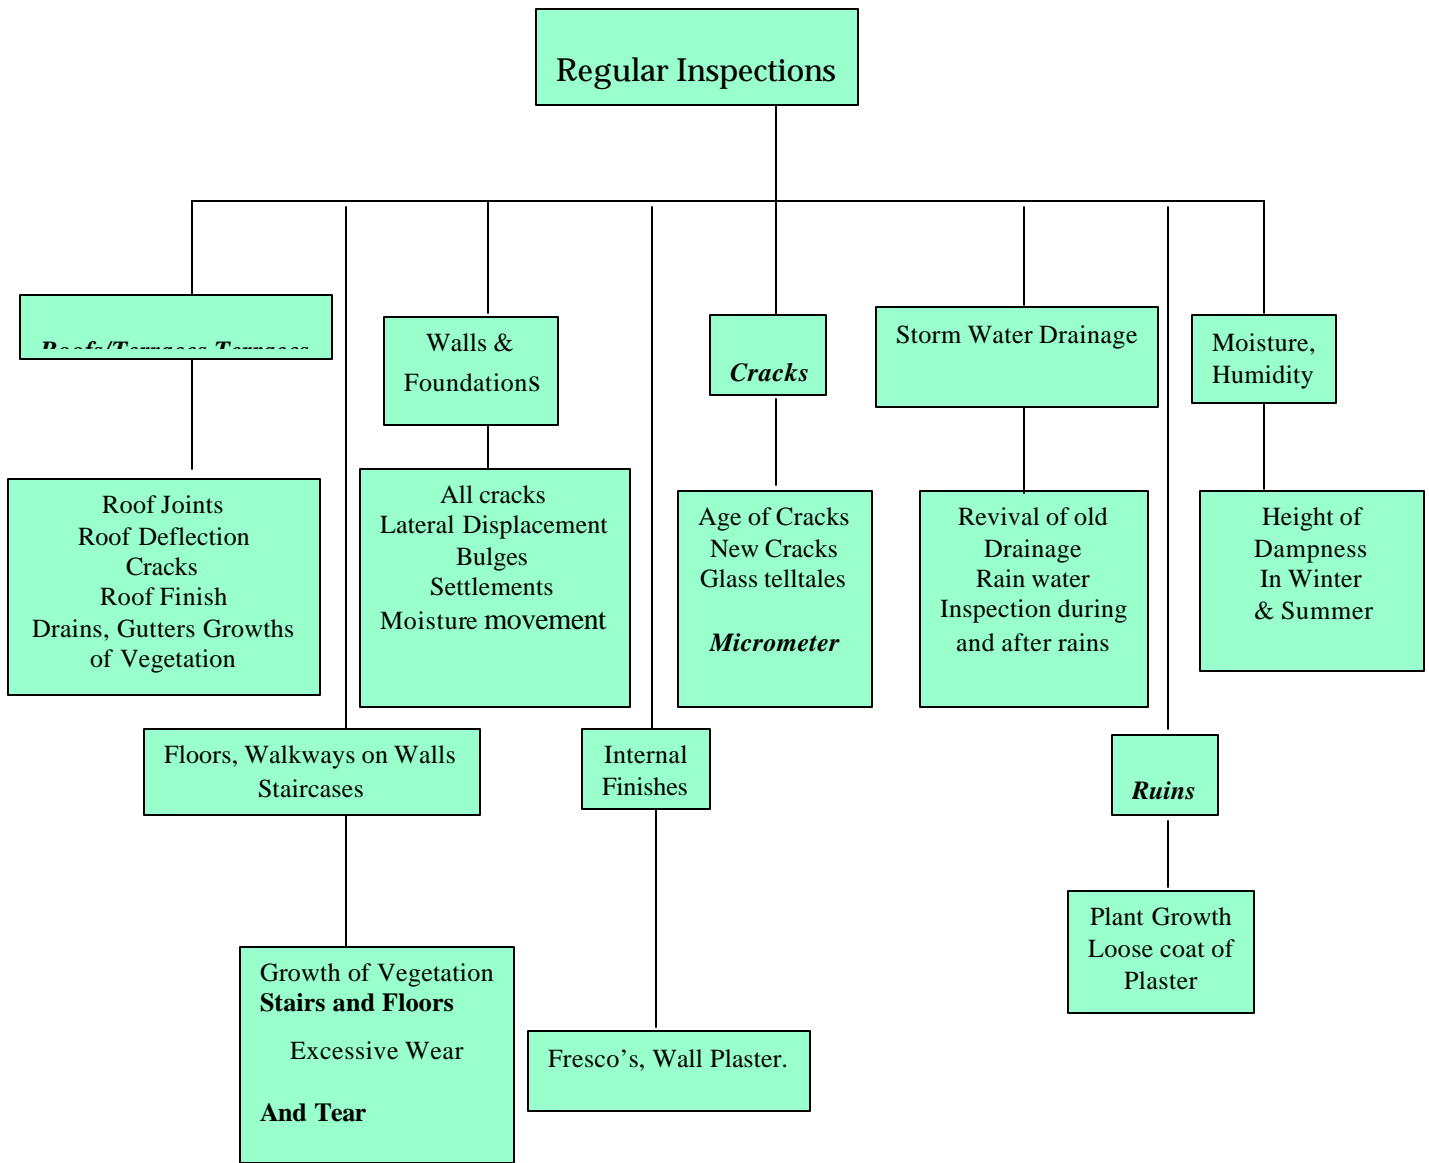 Regular Inspections
Roofs/Terraces Terraces
Walls &
Foundations
Cracks
Storm Water Drainage
Moisture,
Humidity
Roof Joints
Roof Deflection
Cracks
Roof Finish
Drains, Gutters Growths
of Vegetation
All cracks
Lateral Displacement
Bulges
Settlements
Moisture movement
Age of Cracks
New Cracks
Glass telltales
Micrometer
Revival of old
Drainage
Rain water
Inspection during
and after rains
Height of
Dampness
In Winter
& Summer
Floors, Walkways on Walls
Staircases
Internal
Finishes
Ruins
Growth of Vegetation
Stairs and Floors
Excessive Wear
And Tear
Fresco’s, Wall Plaster.
Plant Growth
Loose coat of
Plaster